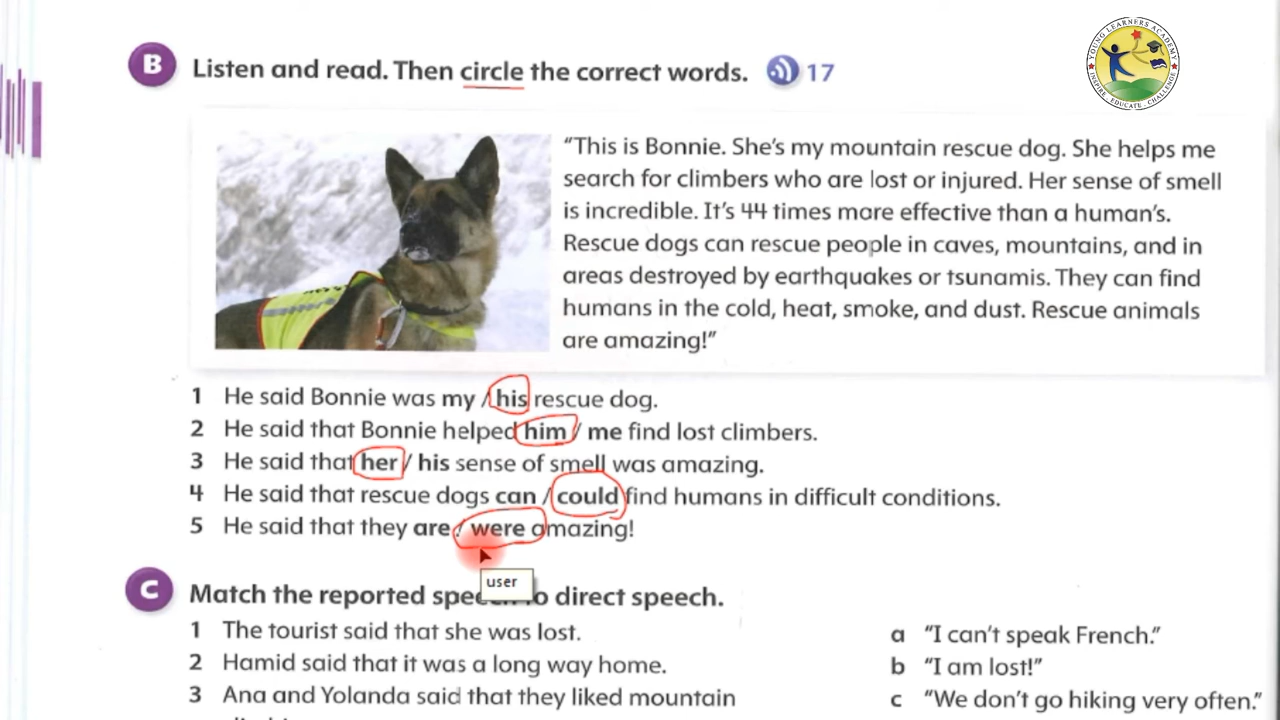 YOUNG LEARNERS ACADEMY
INSPIRE . EDUCATE . CHALLENGE
B Listen and read. Then circle the correct words. 17
"This is Bonnie. She's my mountain rescue dog. She helps me
search for climbers who are lost or injured. Her sense of smell
is incredible. It's 44 times more effective than a human's.
Rescue dogs can rescue people in caves, mountains, and in
areas destroyed by earthquakes or tsunamis. They can find
humans in the cold, heat, smoke, and dust. Rescue animals
are amazing!"
1 He said Bonnie was my / his rescue dog.
2 He said that Bonnie helped him / me find lost climbers.
3 He said that her / his sense of smell was amazing.
4 He said that rescue dogs can / could find humans in difficult conditions.
5 He said that they are / were amazing!
user
C Match the reported speech to direct speech.
1 The tourist said that she was lost.
2 Hamid said that it was a long way home.
3 Ana and Yolanda said that they liked mountain
a "I can't speak French."
b "I am lost!"
c "We don't go hiking very often."